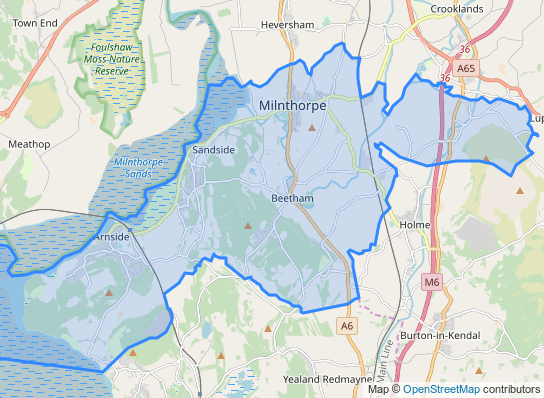 Town End
Heversham
Crooklands
Foulshaw
Moss Nature
Reserve
36
A65
36
Milnthorpe
Lup
Meathop
Sandside
Milnthorpe
Sands
Beetham
Arnside
Holme
M6
A6
Burton-in-Kendal
Main Line
Yealand Redmayne
Map © OpenStreetMap contributors